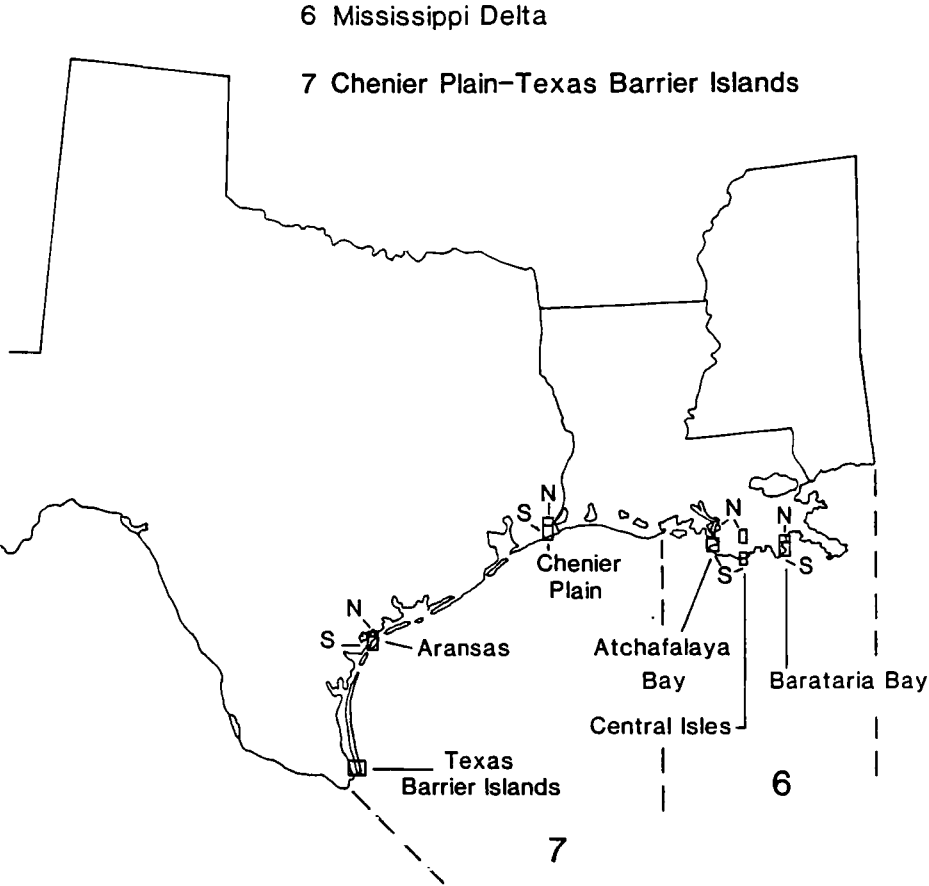 6 Mississippi Delta
7 Chenier Plain-Texas Barrier Islands
N
S
Chenier
Plain
N
S
Aransas
Texas
Barrier Islands
N
S
N
S
Atchafalaya
Bay
Barataria Bay
Central Isles
6
7